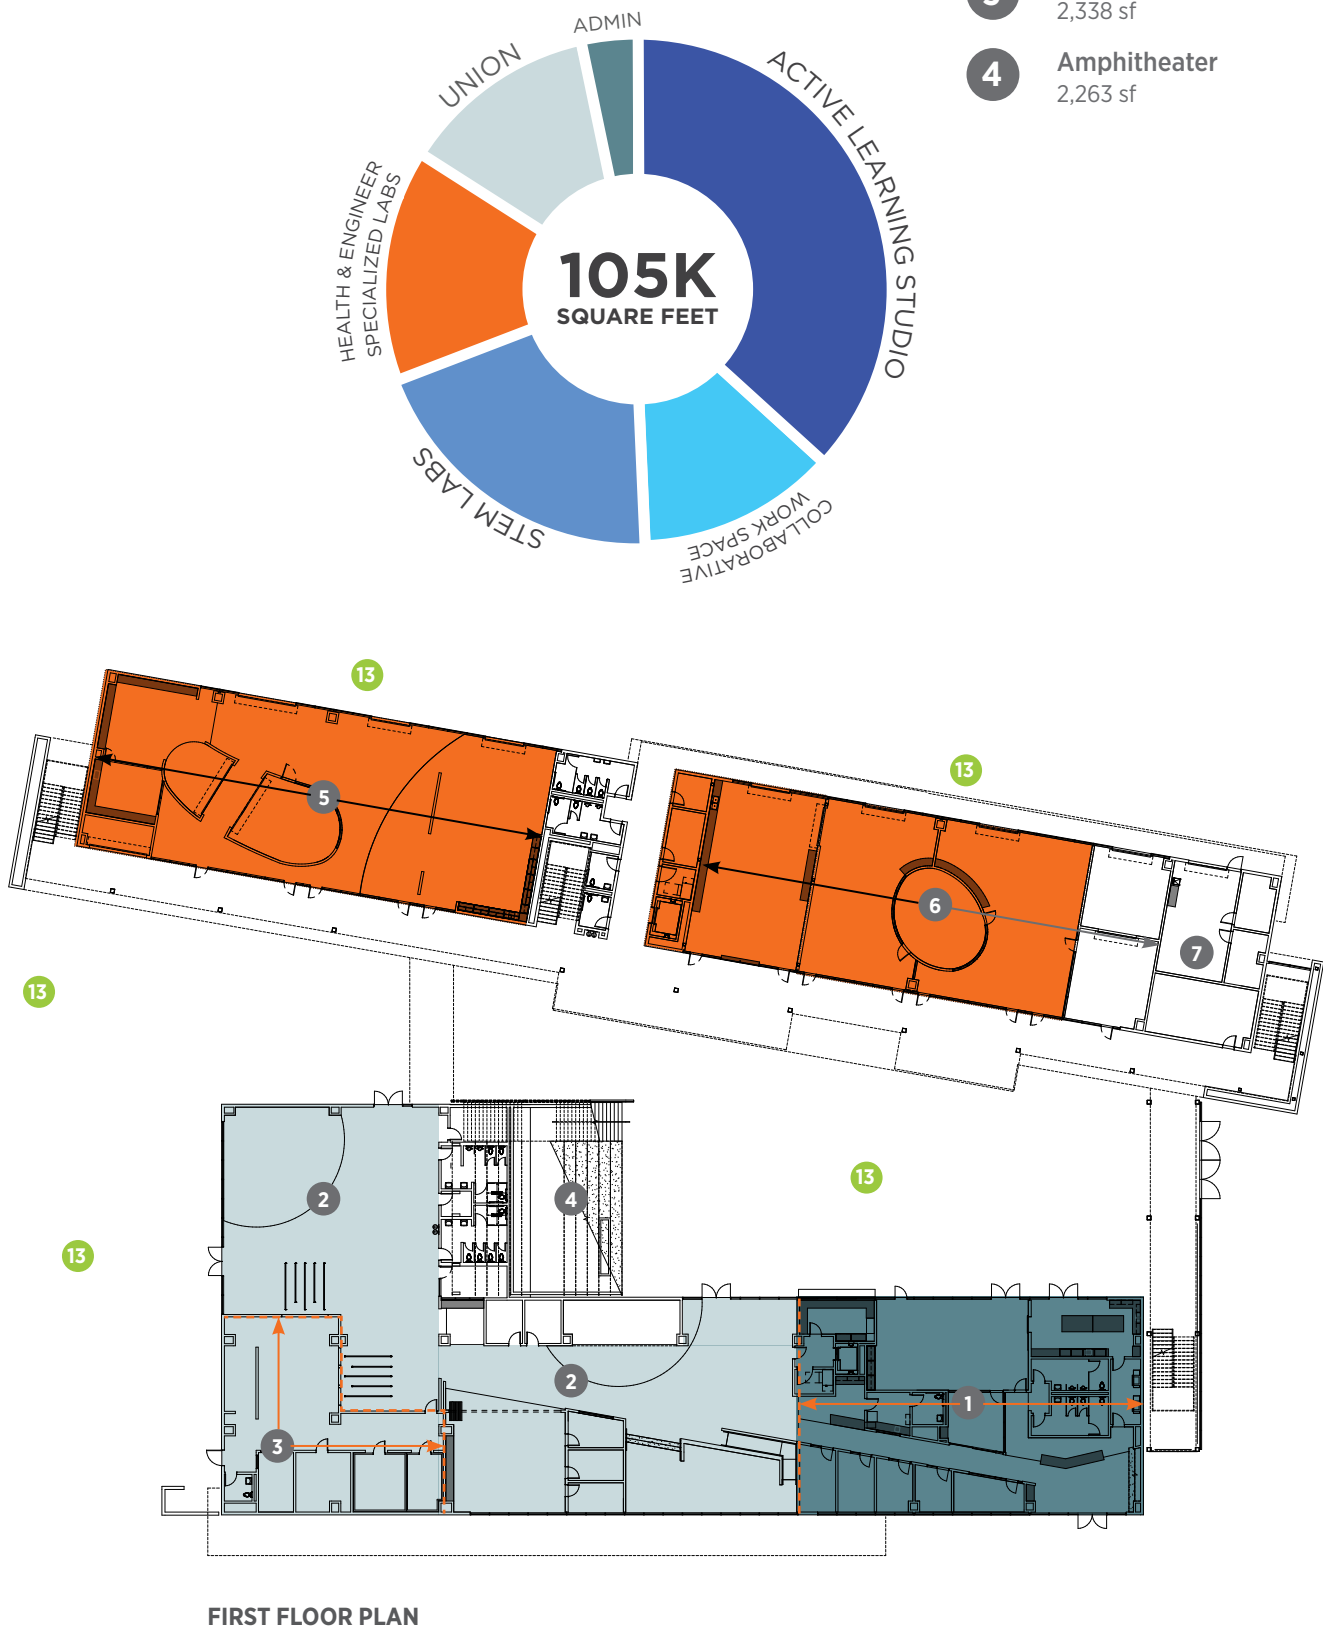 2,338 sf
4
Amphitheater
2,263 sf
ADMIN
UNION
ACTIVE LEARNING STUDIO
HEALTH & ENGINEER
SPECIALIZED LABS
105K
SQUARE FEET
STEM LABS
COLLABORATIVE
WORK SPACE
13
13
5
6
7
13
13
2
4
13
2
1
3
FIRST FLOOR PLAN